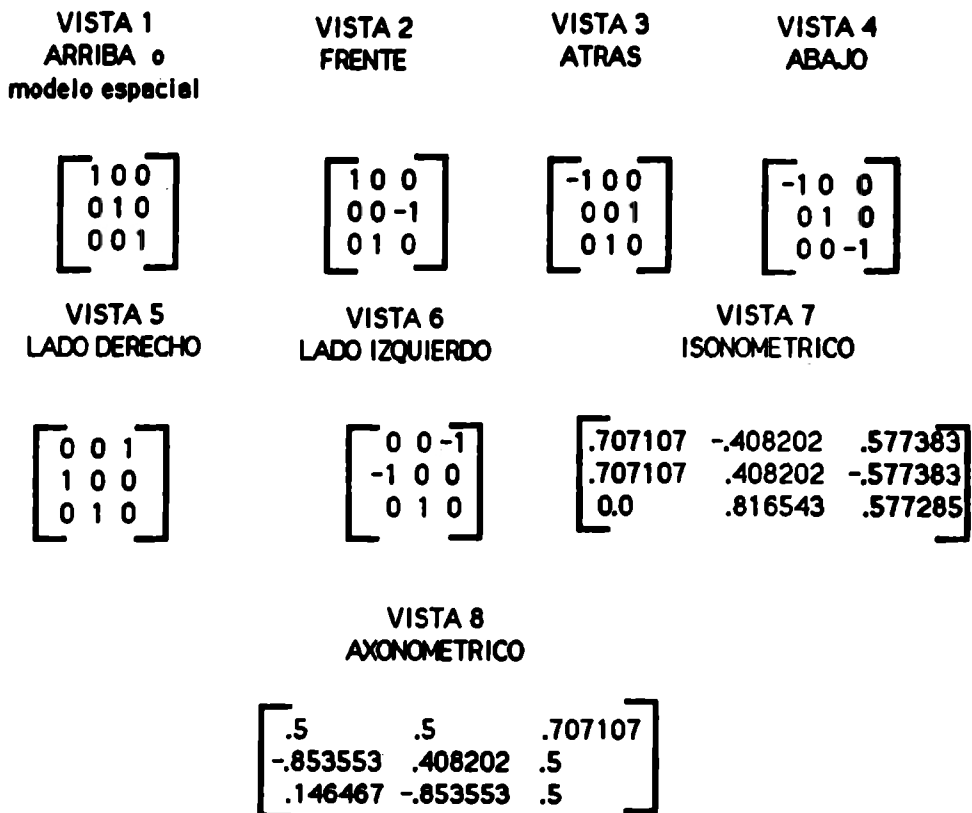 VISTA 1
ARRIBA o
modelo espacial
VISTA 2
FRENTE
VISTA 3
ATRAS
VISTA 4
ABAJO
1 0 0
0 1 0
0 0 1
1 0 0
0 0 -1
0 1 0
-1 0 0
0 0 1
0 1 0
-1 0 0
0 1 0
0 0 -1
VISTA 5
LADO DERECHO
VISTA 6
LADO IZQUIERDO
VISTA 7
ISONOMETRICO
0 0 1
1 0 0
0 1 0
0 0 -1
-1 0 0
0 1 0
.707107 -.408202 .577383
.707107 .408202 -.577383
0.0 .816543 .577285
VISTA 8
AXONOMETRICO
.5 .5 .707107
-.853553 .408202 .5
.146467 -.853553 .5